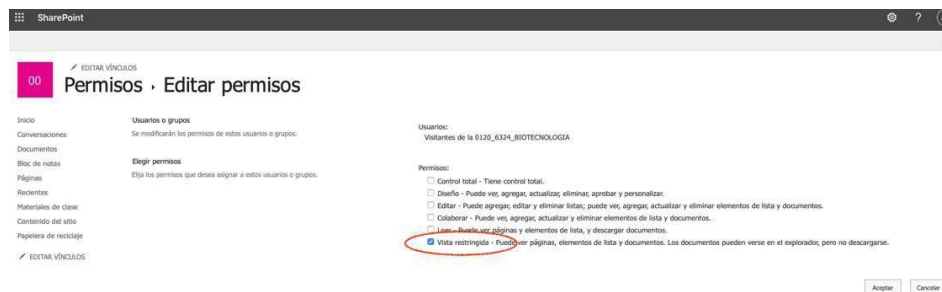 SharePoint
EDITAR VÍNCULOS
00
Permisos › Editar permisos
Inicio
Conversaciones
Documentos
Bloc de notas
Páginas
Recientes
Materiales de clase
Contenido del sitio
Papelera de reciclaje
EDITAR VÍNCULOS
Usuarios o grupos
Se modificarán los permisos de estos usuarios o grupos.
Elegir permisos
Elija los permisos que desea asignar a estos usuarios o grupos.
Usuarios:
Visitantes de la 0120_6324_BIOTECNOLOGIA
Permisos:
Control total - Tiene control total.
Diseño - Puede ver, agregar, actualizar, eliminar, aprobar y personalizar.
Editar - Puede agregar, editar y eliminar listas; puede ver, agregar, actualizar y eliminar elementos de lista y documentos.
Colaborar - Puede ver, agregar, actualizar y eliminar elementos de lista y documentos.
Leer - Puede ver páginas y elementos de lista, y descargar documentos.
Vista restringida - Puede ver páginas, elementos de lista y documentos. Los documentos pueden verse en el explorador, pero no descargarse.
Aceptar
Cancelar